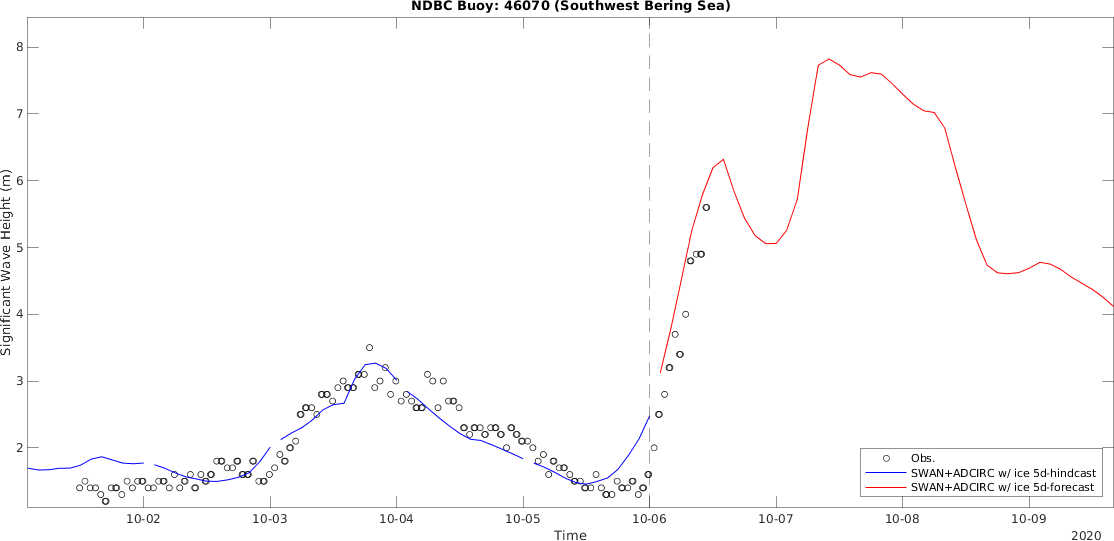 NDBC Buoy: 46070 (Southwest Bering Sea)
Significant Wave Height (m)
8
7
6
5
4
3
2
Obs.
SWAN+ADCIRC w/ ice 5d-hindcast
SWAN+ADCIRC w/ ice 5d-forecast
10-02 10-03 10-04 10-05 10-06 10-07 10-08 10-09
Time
2020